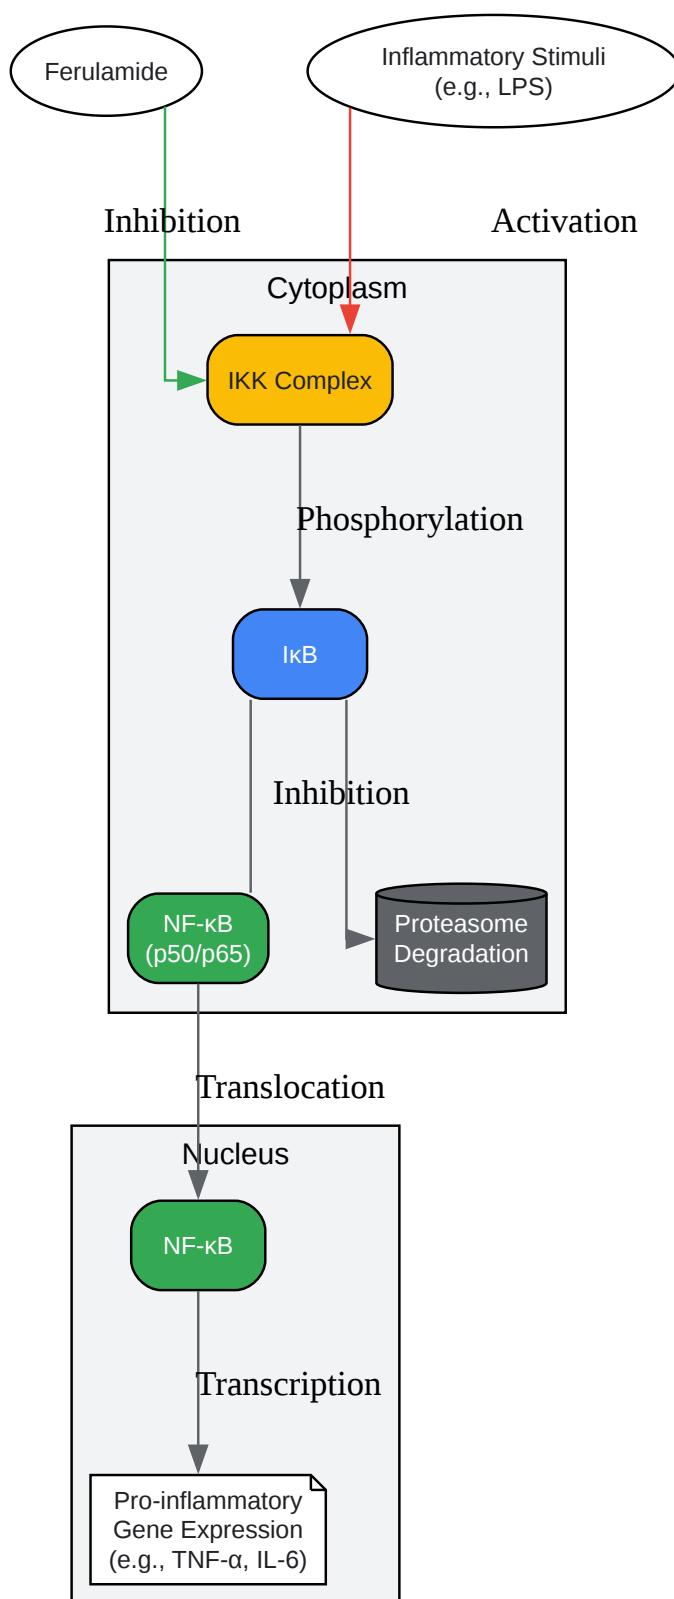 Ferulamide
Inflammatory Stimuli
(e.g., LPS)
Inhibition
Activation
Cytoplasm
IKK Complex
Phosphorylation
IκB
Inhibition
NF-κB
(p50/p65)
Proteasome
Degradation
Translocation
Nucleus
NF-κB
Transcription
Pro-inflammatory
Gene Expression
(e.g., TNF-α, IL-6)